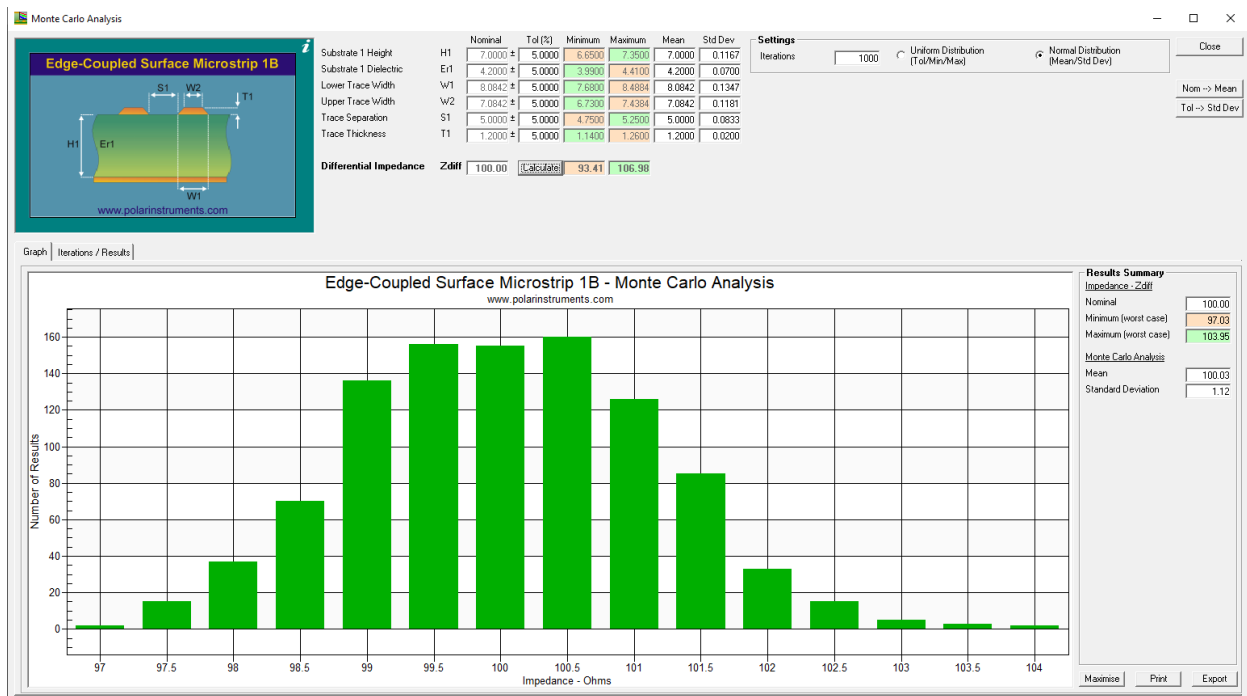 Monte Carlo Analysis
i
Edge-Coupled Surface Microstrip 1B
S1 W2
T1
H1 Er1
W1
www.polarinstruments.com
Nominal Tol (%) Minimum Maximum Mean Std Dev
Substrate 1 Height H1 7.0000 ± 5.0000 6.6500 7.3500 7.0000 0.1167
Substrate 1 Dielectric Er1 4.2000 ± 5.0000 3.9900 4.4100 4.2000 0.0700
Lower Trace Width W1 8.0842 ± 5.0000 7.6800 8.4884 8.0842 0.1347
Upper Trace Width W2 7.0842 ± 5.0000 6.7300 7.4384 7.0842 0.1181
Trace Separation S1 5.0000 ± 5.0000 4.7500 5.2500 5.0000 0.0833
Trace Thickness T1 1.2000 ± 5.0000 1.1400 1.2600 1.2000 0.0200
Differential Impedance Zdiff 100.00 Calculate 93.41 106.98
Settings
Iterations 1000
Uniform Distribution
(Tol/Min/Max)
Normal Distribution
(Mean/Std Dev)
Close
Nom --> Mean
Tol --> Std Dev
Graph Iterations / Results
Edge-Coupled Surface Microstrip 1B - Monte Carlo Analysis
www.polarinstruments.com
Number of Results
160
140
120
100
80
60
40
20
0
97 97.5 98 98.5 99 99.5 100 100.5 101 101.5 102 102.5 103 103.5 104
Impedance - Ohms
Results Summary
Impedance - Zdiff
Nominal 100.00
Minimum (worst case) 97.03
Maximum (worst case) 103.95
Monte Carlo Analysis
Mean 100.03
Standard Deviation 1.12
Maximise Print Export